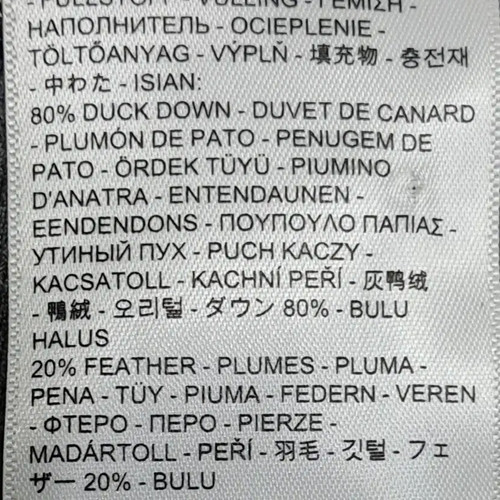 - FÜLLSTOFF - VULLING - ΓΕΜΙΣΗ -
НАПОЛНИТЕЛЬ - OCIEPLENIE -
TÖLTŐANYAG - VÝPLŇ - 填充物 - 충전재
- 中わた - ISIAN:
80% DUCK DOWN - DUVET DE CANARD
- PLUMÓN DE PATO - PENUGEM DE
PATO - ÖRDEK TÜYÜ - PIUMINO
D'ANATRA - ENTENDAUNEN -
EENDENDONS - ΠΟΥΠΟΥΛΟ ΠΑΠΙΑΣ -
УТИНЫЙ ПУХ - PUCH KACZY -
KACSATOLL - KACHNÍ PEŘÍ - 灰鸭绒
- 鴨絨 - 오리털 - ダウン 80% - BULU
HALUS
20% FEATHER - PLUMES - PLUMA -
PENA - TÜY - PIUMA - FEDERN - VEREN
- ΦΤΕΡΟ - ПЕРО - PIERZE -
MADÁRTOLL - PEŘÍ - 羽毛 - 깃털 - フェ
ザー 20% - BULU